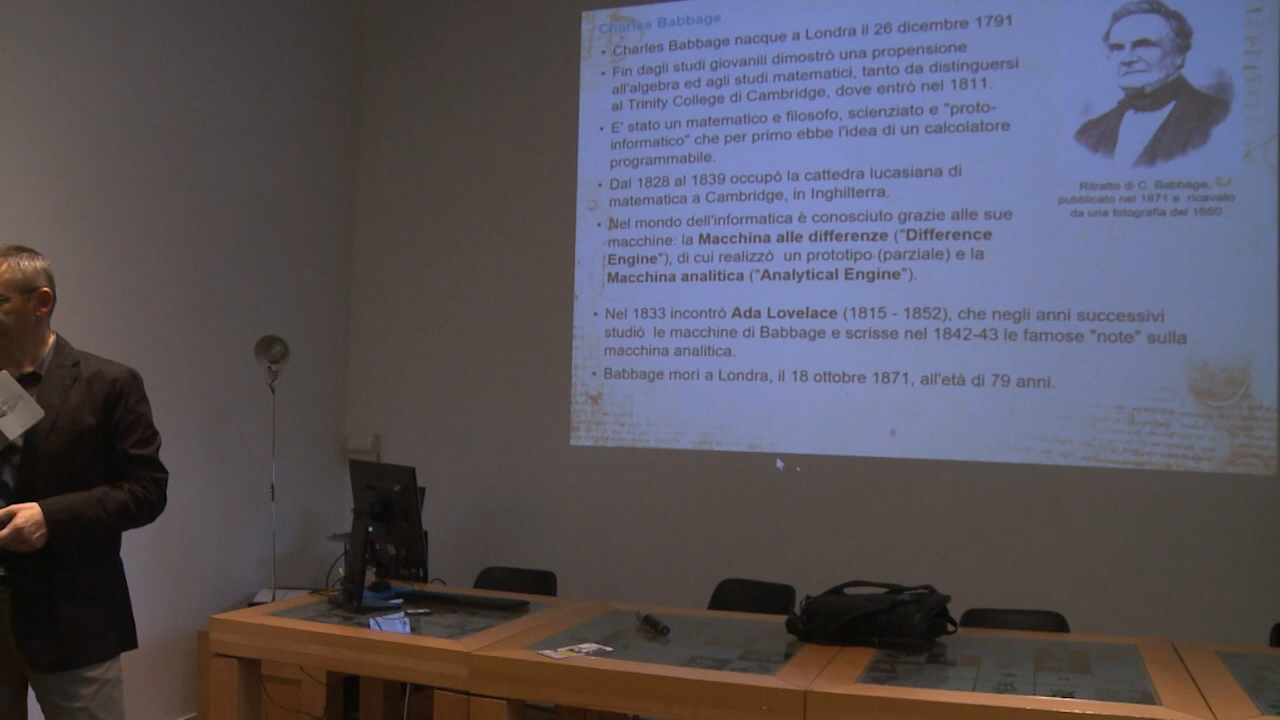 Charles Babbage
• Charles Babbage nacque a Londra il 26 dicembre 1791
• Fin dagli studi giovanili dimostrò una propensione
all'algebra ed agli studi matematici, tanto da distinguersi
al Trinity College di Cambridge, dove entrò nel 1811.
• E' stato un matematico e filosofo, scienziato e "proto-
informatico" che per primo ebbe l'idea di un calcolatore
programmabile.
• Dal 1828 al 1839 occupò la cattedra lucasiana di
matematica a Cambridge, in Inghilterra.
• Nel mondo dell'informatica è conosciuto grazie alle sue
macchine: la Macchina alle differenze ("Difference
Engine"), di cui realizzò un prototipo (parziale) e la
Macchina analitica ("Analytical Engine").
• Nel 1833 incontrò Ada Lovelace (1815 - 1852), che negli anni successivi
studiò le macchine di Babbage e scrisse nel 1842-43 le famose "note" sulla
macchina analitica.
• Babbage morì a Londra, il 18 ottobre 1871, all'età di 79 anni.
Ritratto di C. Babbage,
pubblicato nel 1871 e ricavato
da una fotografia del 1860